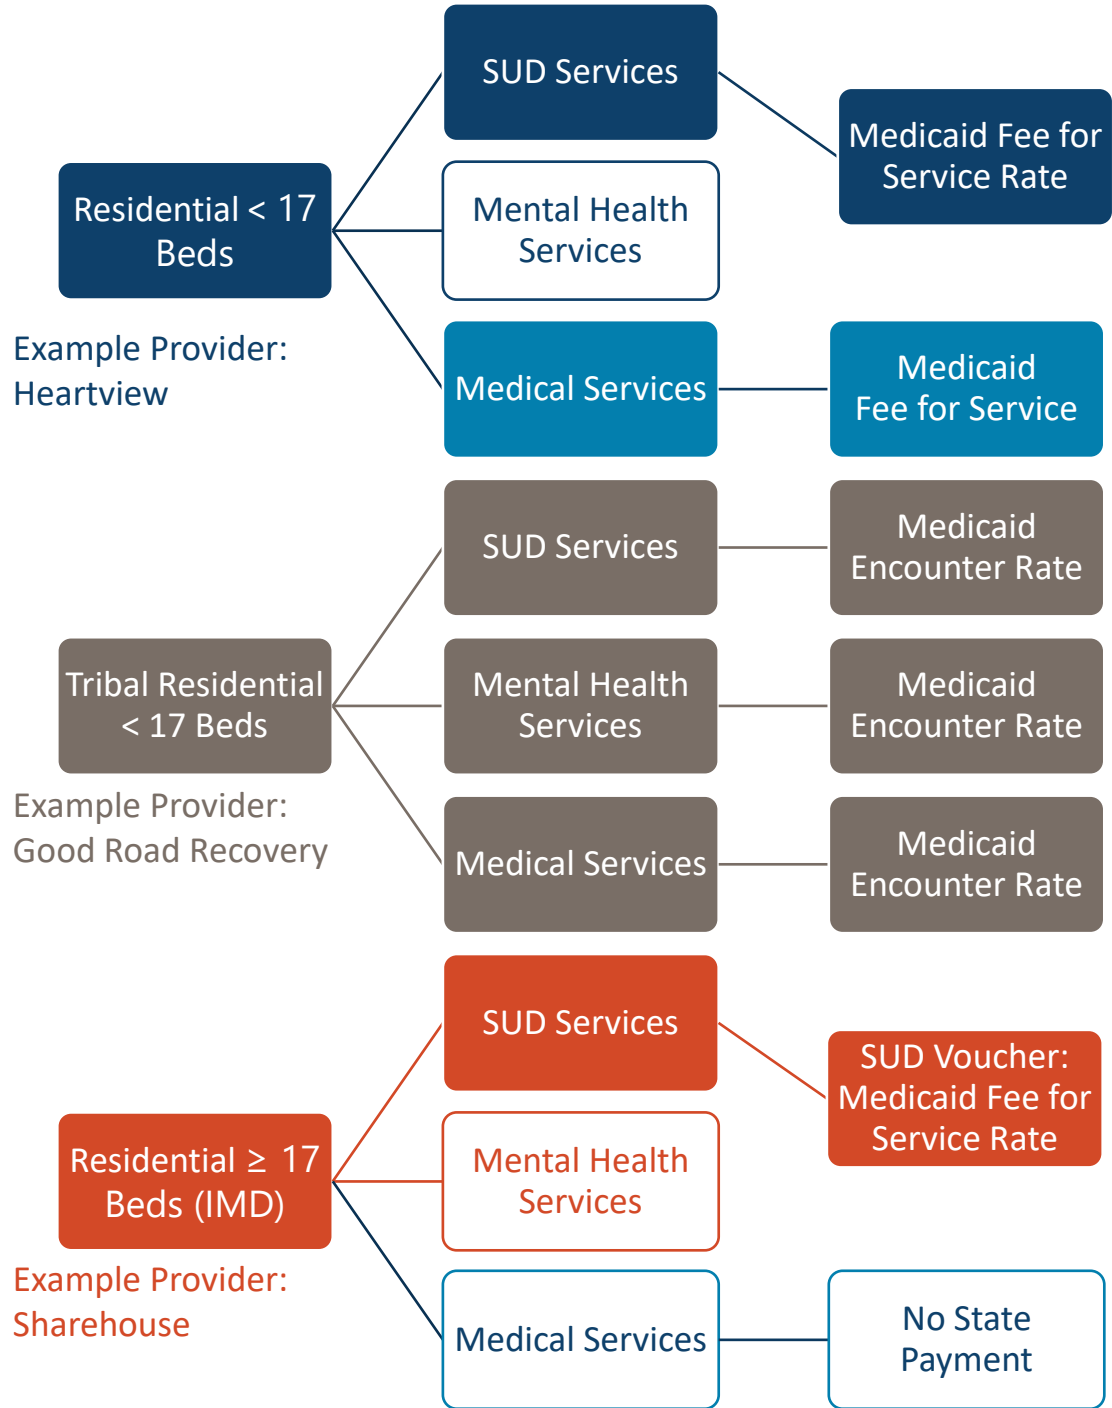 SUD Services
Medicaid Fee for
Service Rate
Residential < 17
Beds
Mental Health
Services
Example Provider:
Heartview
Medical Services
Medicaid
Fee for Service
SUD Services
Medicaid
Encounter Rate
Tribal Residential
< 17 Beds
Mental Health
Services
Medicaid
Encounter Rate
Example Provider:
Good Road Recovery
Medical Services
Medicaid
Encounter Rate
SUD Services
SUD Voucher:
Medicaid Fee for
Service Rate
Residential ≥ 17
Beds (IMD)
Mental Health
Services
Example Provider:
Sharehouse
Medical Services
No State
Payment